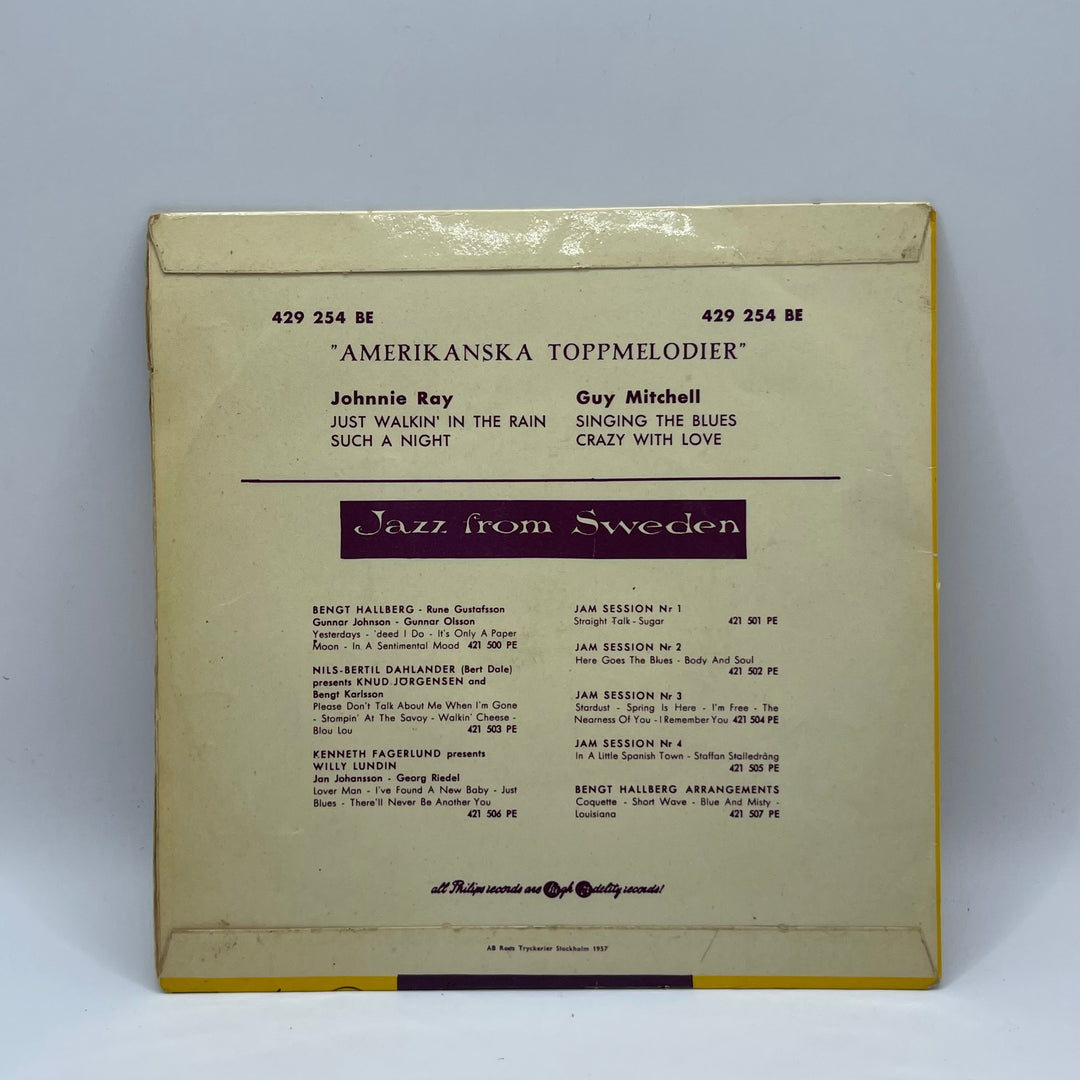 429 254 BE
429 254 BE
"AMERIKANSKA TOPPMELODIER"
Johnnie Ray
JUST WALKIN' IN THE RAIN
SUCH A NIGHT
Guy Mitchell
SINGING THE BLUES
CRAZY WITH LOVE
Jazz from Sweden
BENGT HALLBERG - Rune Gustafsson
Gunnar Johnson - Gunnar Olsson
Yesterdays - 'deed I Do - It's Only A Paper
Moon - In A Sentimental Mood 421 500 PE
NILS-BERTIL DAHLANDER (Bert Dale)
presents KNUD JÖRGENSEN and
Bengt Karlsson
Please Don't Talk About Me When I'm Gone
- Stompin' At The Savoy - Walkin' Cheese -
Blou Lou 421 503 PE
KENNETH FAGERLUND presents
WILLY LUNDIN
Jan Johansson - Georg Riedel
Lover Man - I've Found A New Baby - Just
Blues - There'll Never Be Another You
421 506 PE
JAM SESSION Nr 1
Straight Talk - Sugar 421 501 PE
JAM SESSION Nr 2
Here Goes The Blues - Body And Soul
421 502 PE
JAM SESSION Nr 3
Stardust - Spring Is Here - I'm Free - The
Nearness Of You - I Remember You 421 504 PE
JAM SESSION Nr 4
In A Little Spanish Town - Staffan Stalledräng
421 505 PE
BENGT HALLBERG ARRANGEMENTS
Coquette - Short Wave - Blue And Misty -
Louisiana 421 507 PE
all Philips records are High Fidelity records!
AB Roos Tryckerier Stockholm 1957